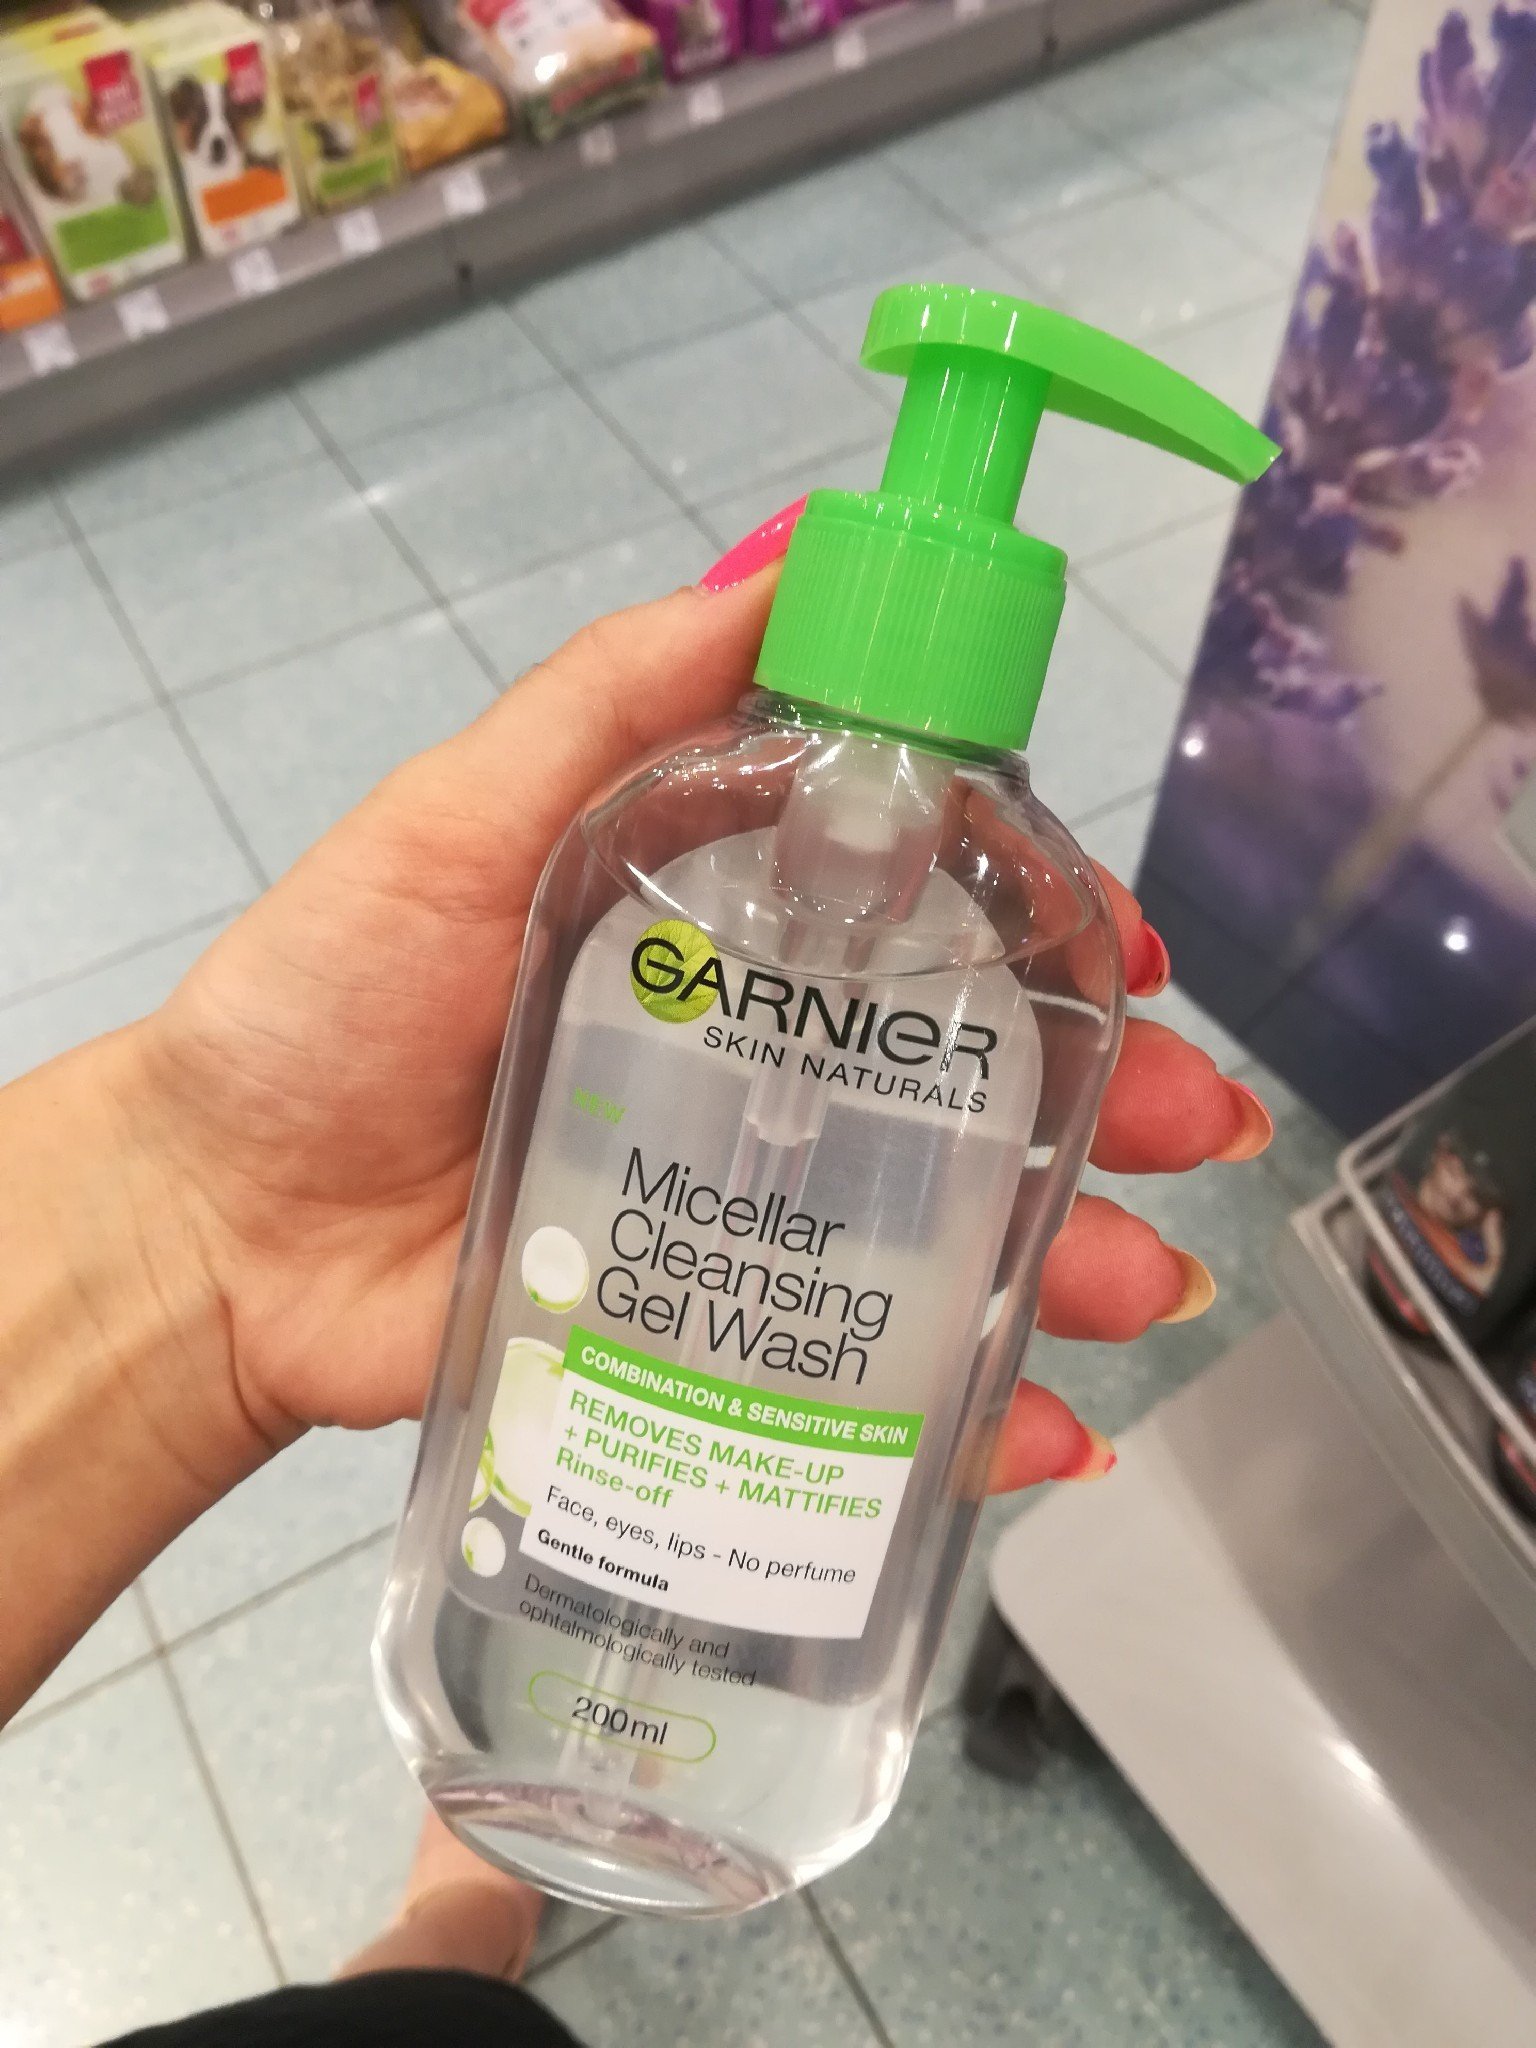 GARNIER
SKIN NATURALS
NEW
Micellar
Cleansing
Gel Wash
COMBINATION & SENSITIVE SKIN
REMOVES MAKE-UP
+ PURIFIES + MATTIFIES
Rinse-off
Face, eyes, lips - No perfume
Gentle formula
Dermatologically and
ophtalmologically tested
200ml